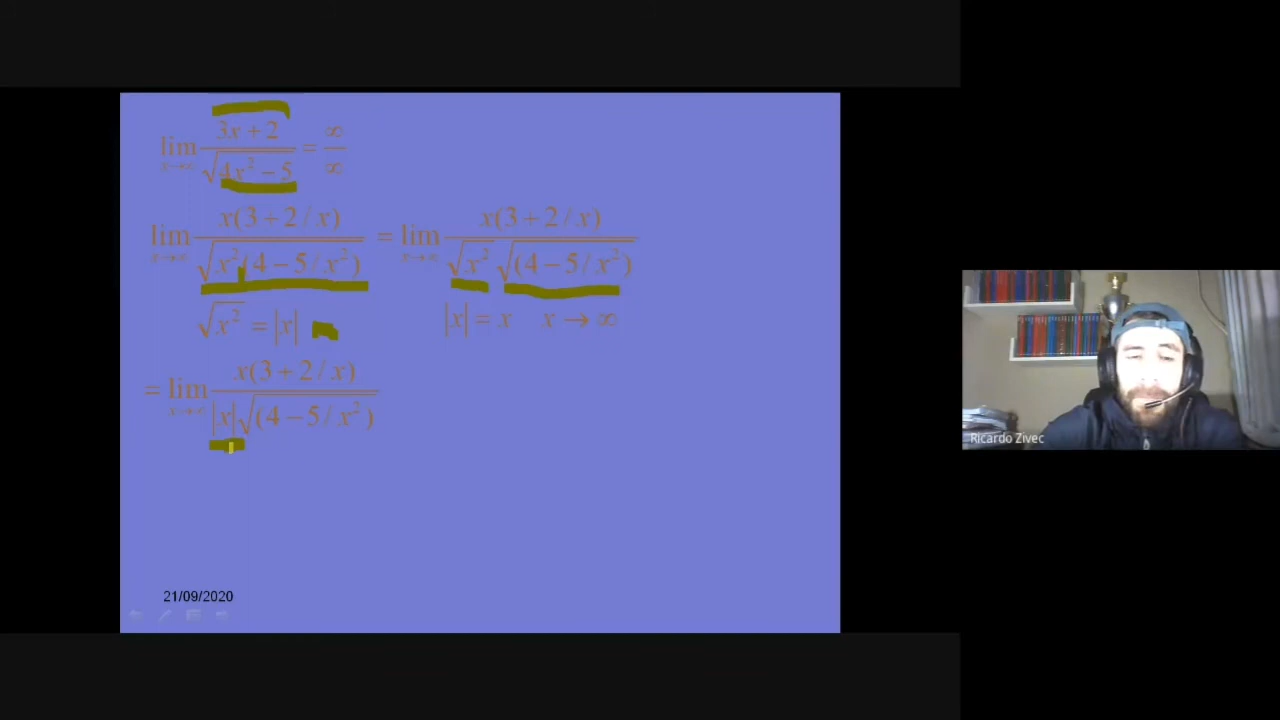 lim x→∞ 3x + 2 / √4x² − 5 = ∞ / ∞
lim x→∞ x(3 + 2 / x) / √x²(4 − 5 / x²) = lim x→∞ x(3 + 2 / x) / √x² √(4 − 5 / x²)
√x² = |x| |x| = x x → ∞
= lim x→∞ x(3 + 2 / x) / |x|√(4 − 5 / x²)
Ricardo Zivec
21/09/2020